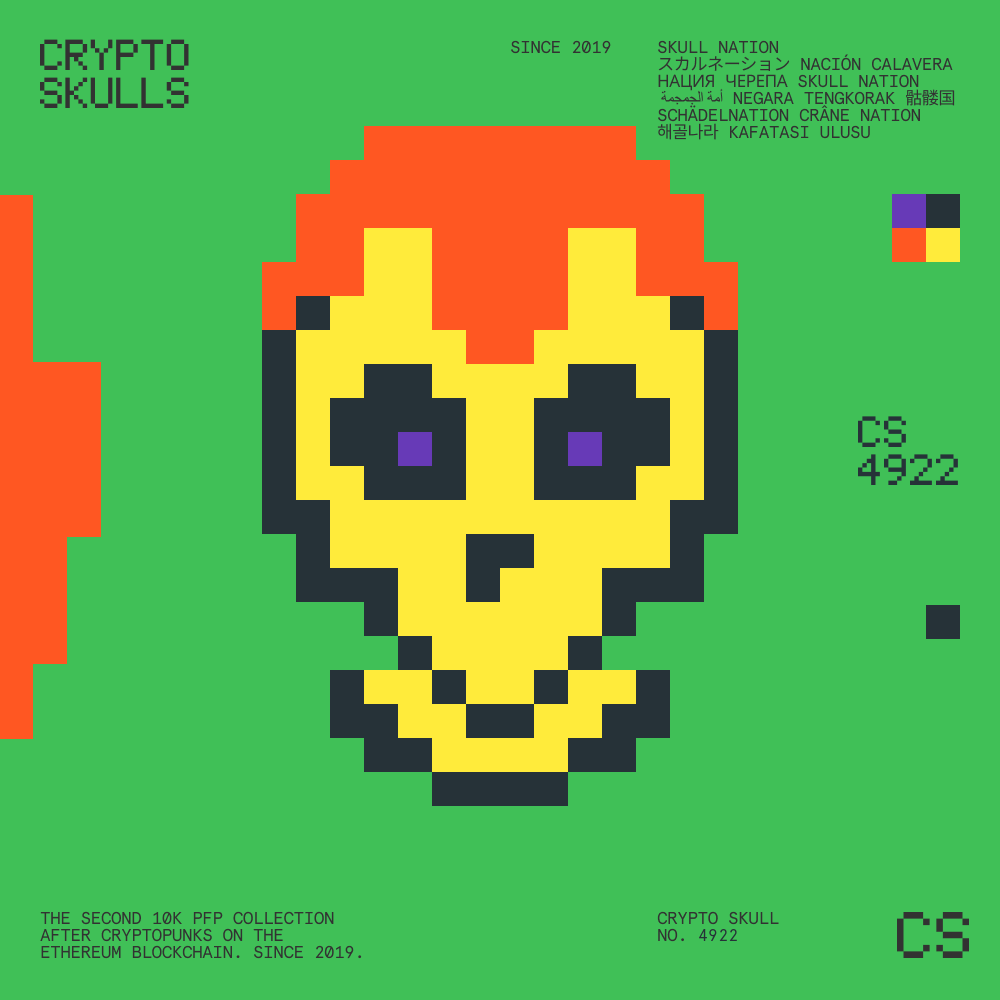 CRYPTO
SKULLS
SINCE 2019
SKULL NATION
スカルネーション NACIÓN CALAVERA
НАЦИЯ ЧЕРЕПА SKULL NATION
أمة الجمجمة NEGARA TENGKORAK 骷髅国
SCHÄDELNATION CRÂNE NATION
해골나라 KAFATASI ULUSU
CS
4922
THE SECOND 10K PFP COLLECTION
AFTER CRYPTOPUNKS ON THE
ETHEREUM BLOCKCHAIN. SINCE 2019.
CRYPTO SKULL
NO. 4922
CS